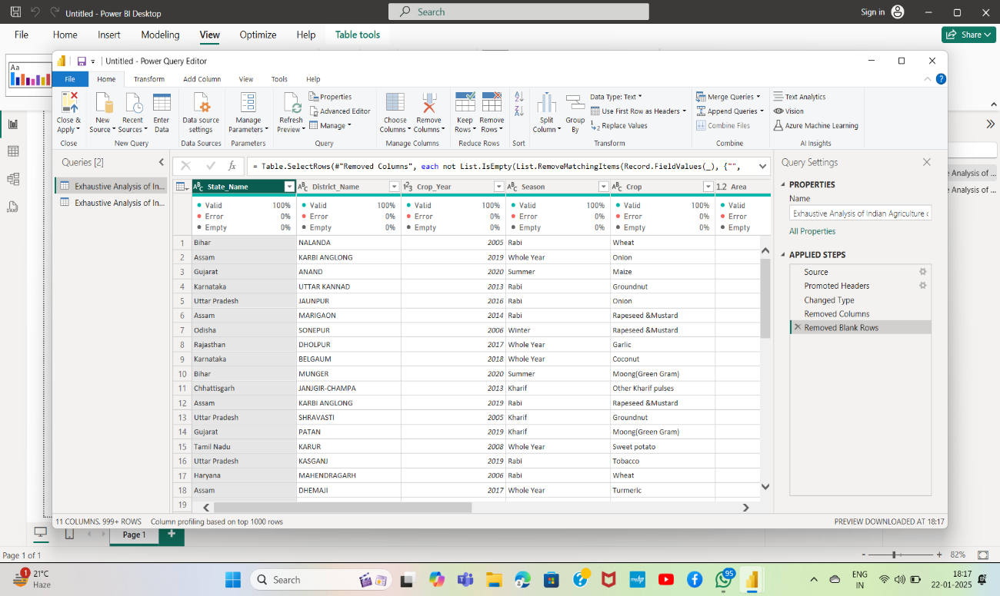 Untitled - Power BI Desktop
Search
Sign in
File Home Insert Modeling View Optimize Help Table tools
Share
Aa
Untitled - Power Query Editor
File Home Transform Add Column View Tools Help
Close & Apply
Close
New Source
Recent Sources
Enter Data
New Query
Data source settings
Data Sources
Manage Parameters
Parameters
Refresh Preview
Properties
Advanced Editor
Manage
Query
Choose Columns
Remove Columns
Manage Columns
Keep Rows
Remove Rows
Reduce Rows
Sort
Split Column
Group By
Data Type: Text
Use First Row as Headers
Replace Values
Transform
Merge Queries
Append Queries
Combine Files
Combine
Text Analytics
Vision
Azure Machine Learning
AI Insights
Queries [2]
Exhaustive Analysis of In...
Exhaustive Analysis of In...
fx
= Table.SelectRows(#"Removed Columns", each not List.IsEmpty(List.RemoveMatchingItems(Record.FieldValues(_), {"",
State_Name District_Name Crop_Year Season Crop 1.2 Area
Valid 100% Valid 100% Valid 100% Valid 100% Valid 100% Valid
Error 0% Error 0% Error 0% Error 0% Error 0% Error
Empty 0% Empty 0% Empty 0% Empty 0% Empty 0% Empty
1 Bihar NALANDA 2005 Rabi Wheat
2 Assam KARBI ANGLONG 2019 Whole Year Onion
3 Gujarat ANAND 2020 Summer Maize
4 Karnataka UTTAR KANNAD 2013 Rabi Groundnut
5 Uttar Pradesh JAUNPUR 2016 Rabi Onion
6 Assam MARIGAON 2014 Rabi Rapeseed &Mustard
7 Odisha SONEPUR 2006 Winter Rapeseed &Mustard
8 Rajasthan DHOLPUR 2017 Whole Year Garlic
9 Karnataka BELGAUM 2018 Whole Year Coconut
10 Bihar MUNGER 2020 Summer Moong(Green Gram)
11 Chhattisgarh JANJGIR-CHAMPA 2013 Kharif Other Kharif pulses
12 Assam KARBI ANGLONG 2019 Rabi Rapeseed &Mustard
13 Uttar Pradesh SHRAVASTI 2005 Kharif Groundnut
14 Gujarat PATAN 2019 Kharif Moong(Green Gram)
15 Tamil Nadu KARUR 2008 Whole Year Sweet potato
16 Uttar Pradesh KASGANJ 2019 Rabi Tobacco
17 Haryana MAHENDRAGARH 2006 Rabi Wheat
18 Assam DHEMAJI 2017 Whole Year Turmeric
19
Query Settings
PROPERTIES
Name
Exhaustive Analysis of Indian Agriculture
All Properties
APPLIED STEPS
Source
Promoted Headers
Changed Type
Removed Columns
Removed Blank Rows
e Analysis of ...
e Analysis of ...
11 COLUMNS, 999+ ROWS Column profiling based on top 1000 rows
PREVIEW DOWNLOADED AT 18:17
Page 1
Page 1 of 1
82%
1
21°C
Haze
Search
95
ENG
IN
18:17
22-01-2025